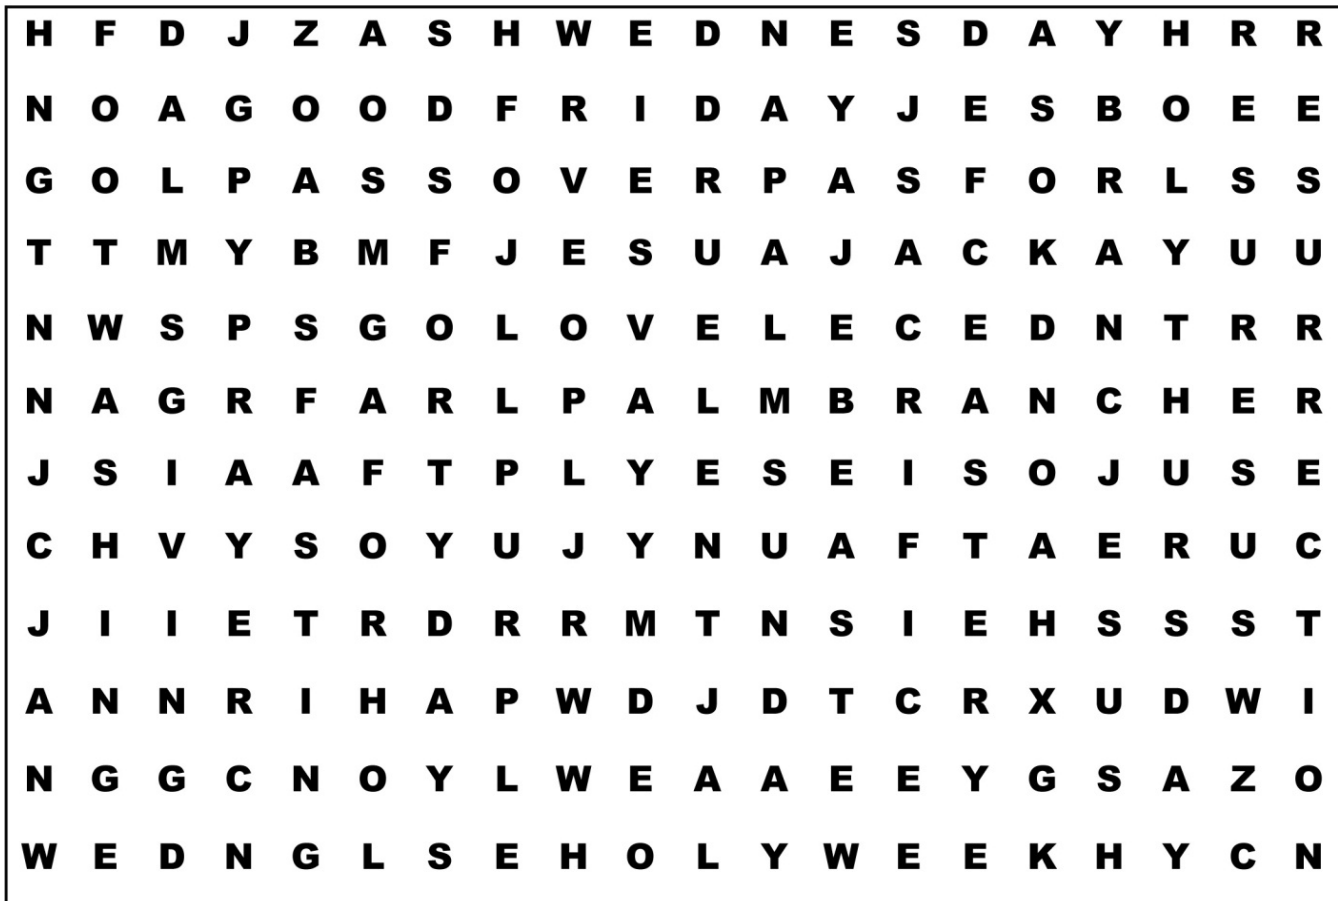 H F D J Z A S H W E D N E S D A Y H R R
N O A G O O D F R I D A Y J E S B O E E
G O L P A S S O V E R P A S F O R L S S
T T M Y B M F J E S U A J A C K A Y U U
N W S P S G O L O V E L E C E D N T R R
N A G R F A R L P A L M B R A N C H E R
J S I A A F T P L Y E S E I S O J U S E
C H V Y S O Y U J Y N U A F T A E R U C
J I I E T R D R R M T N S I E H S S S T
A N N R I H A P W D J D T C R X U D W I
N G G C N O Y L W E A A E E Y G S A Z O
W E D N G L S E H O L Y W E E K H Y C N